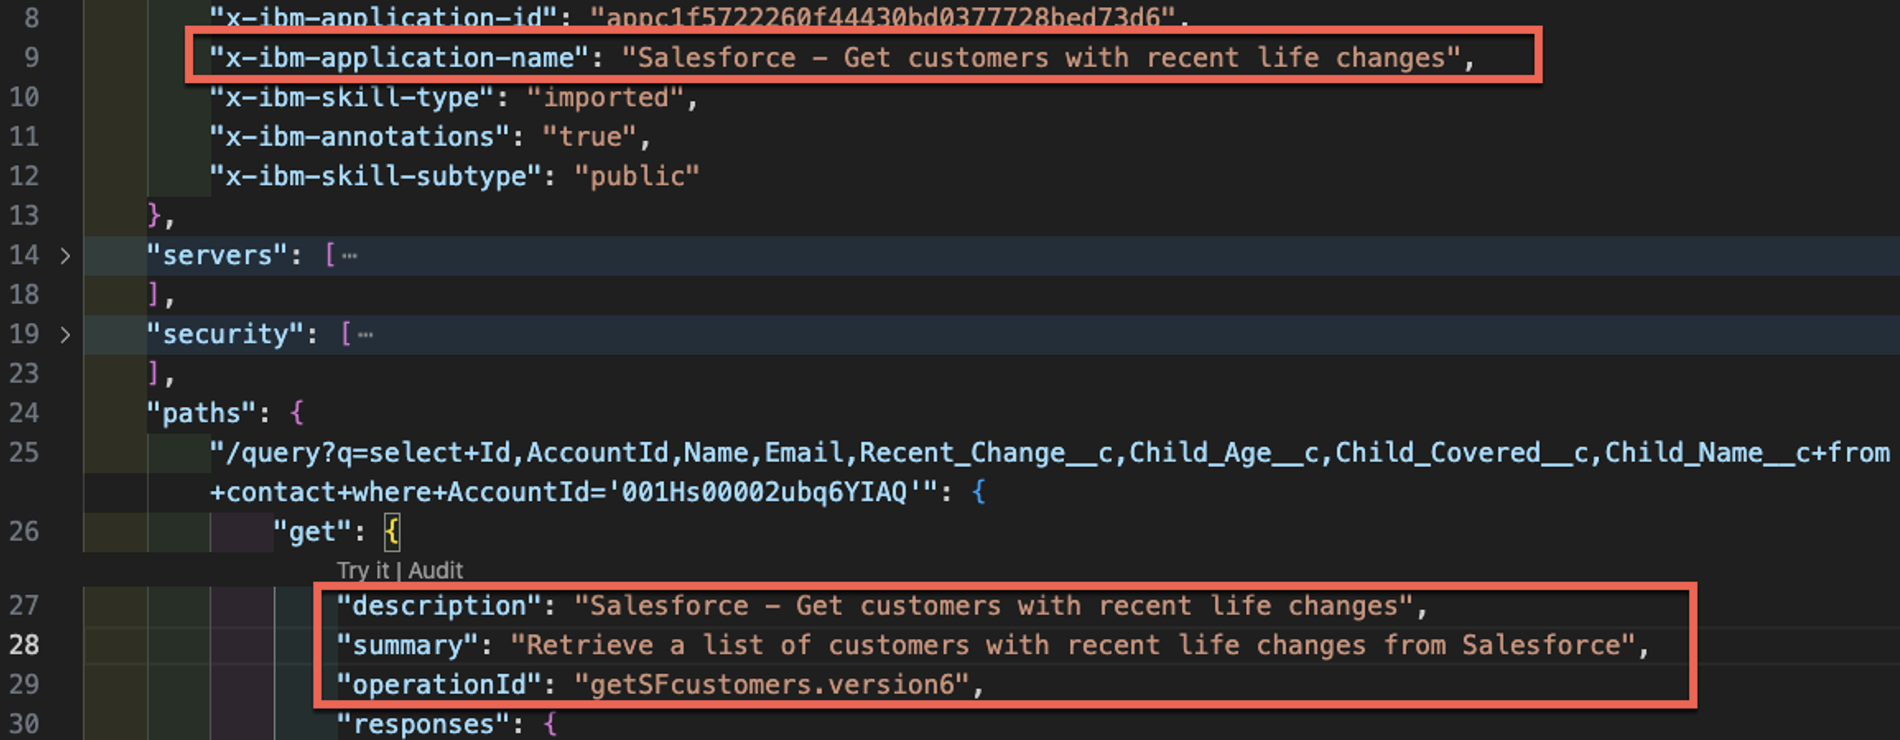 8 "x-ibm-application-id": "appc1f5722260f44430bd0377728bed73d6",
9 "x-ibm-application-name": "Salesforce – Get customers with recent life changes",
10 "x-ibm-skill-type": "imported",
11 "x-ibm-annotations": "true",
12 "x-ibm-skill-subtype": "public"
13 },
14 > "servers": [ ⋯
18 ],
19 > "security": [ ⋯
23 ],
24 "paths": {
25 "/query?q=select+Id,AccountId,Name,Email,Recent_Change__c,Child_Age__c,Child_Covered__c,Child_Name__c+from
+contact+where+AccountId='001Hs00002ubq6YIAQ'": {
26 "get": {
Try it | Audit
27 "description": "Salesforce – Get customers with recent life changes",
28 "summary": "Retrieve a list of customers with recent life changes from Salesforce",
29 "operationId": "getSFcustomers.version6",
30 "responses": {